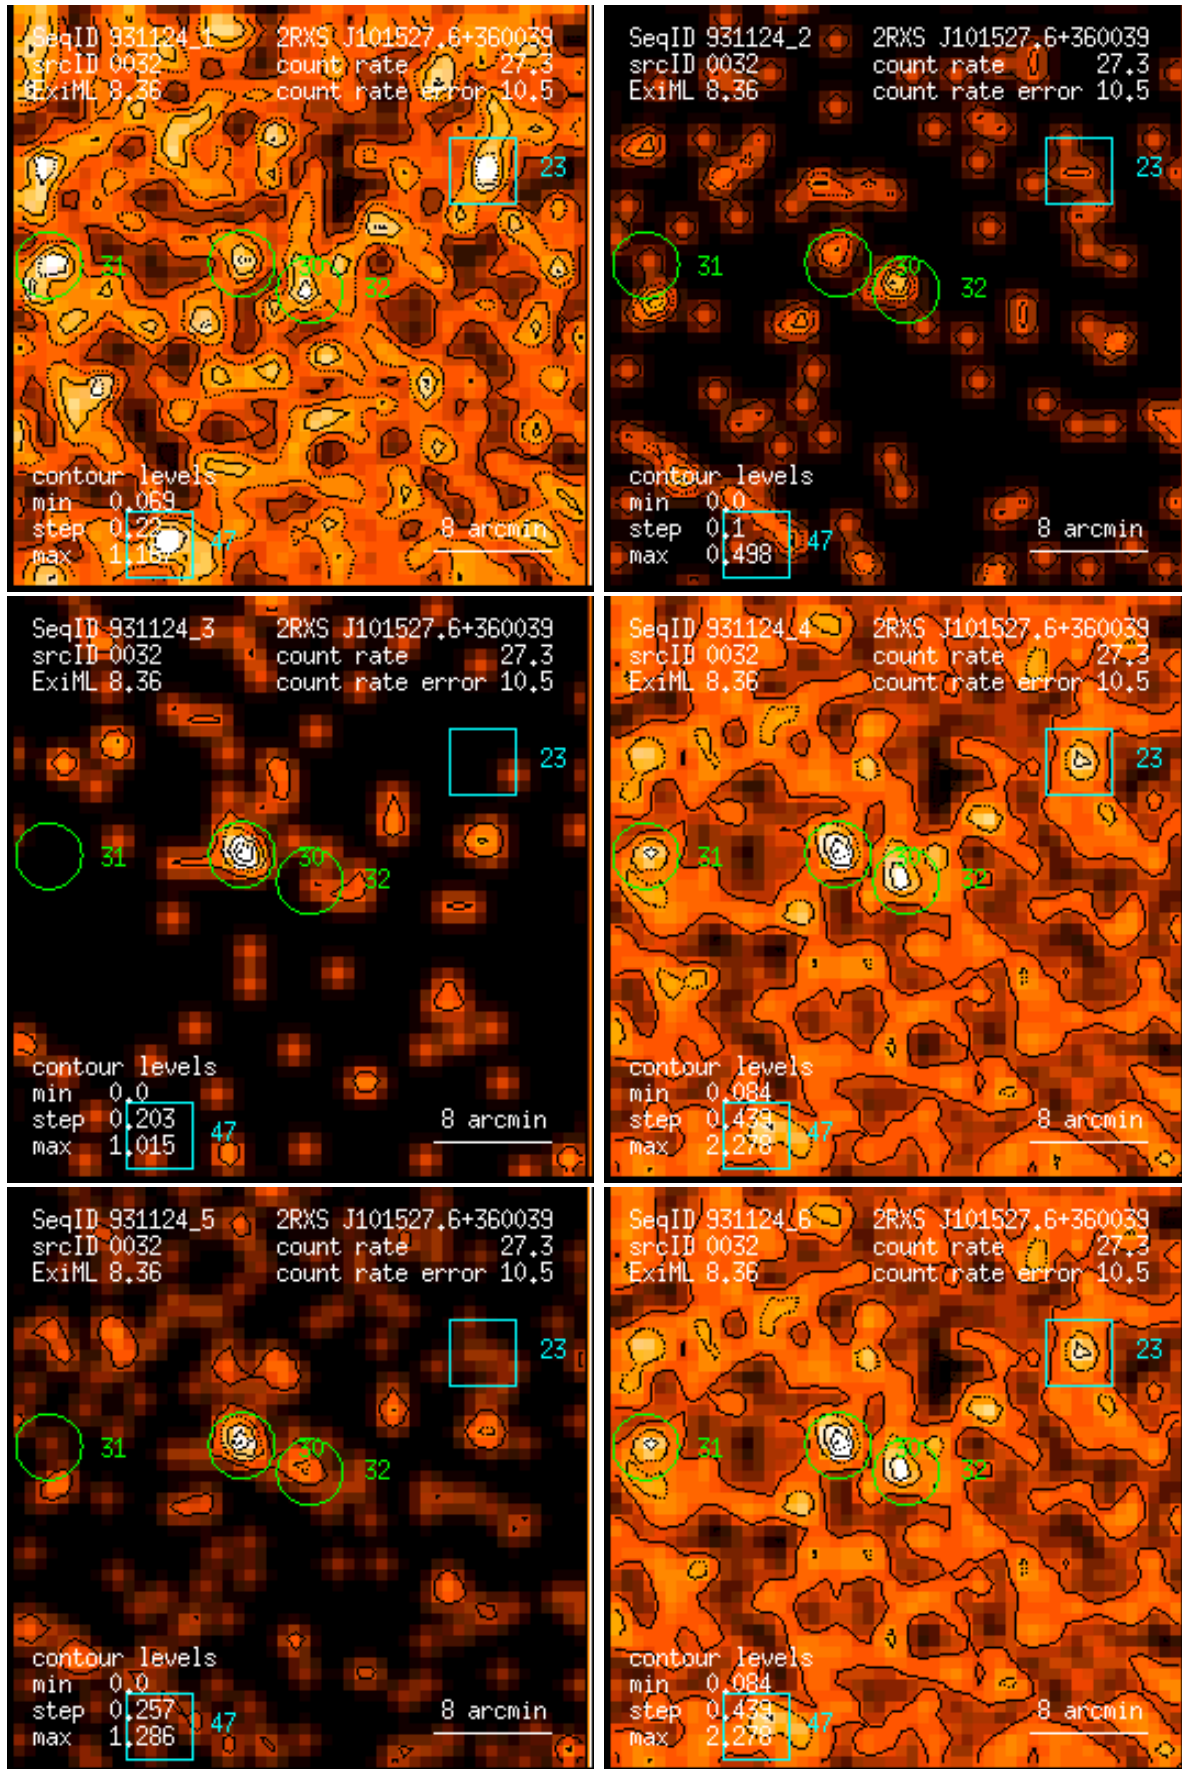 SeqID 931124_1 2RXS J101527.6+360039
srcID 0032 count rate 27.3
ExiML 8.36 count rate error 10.5
23
31 30 32
contour levels
min 0.069
step 0.22
max 1.167 47 8 arcmin
SeqID 931124_2 2RXS J101527.6+360039
srcID 0032 count rate 27.3
ExiML 8.36 count rate error 10.5
23
31 30 32
contour levels
min 0.0
step 0.1
max 0.498 47 8 arcmin
SeqID 931124_3 2RXS J101527.6+360039
srcID 0032 count rate 27.3
ExiML 8.36 count rate error 10.5
23
31 30 32
contour levels
min 0.0
step 0.203
max 1.015 47 8 arcmin
SeqID 931124_4 2RXS J101527.6+360039
srcID 0032 count rate 27.3
ExiML 8.36 count rate error 10.5
23
31 30 32
contour levels
min 0.084
step 0.439
max 2.278 47 8 arcmin
SeqID 931124_5 2RXS J101527.6+360039
srcID 0032 count rate 27.3
ExiML 8.36 count rate error 10.5
23
31 30 32
contour levels
min 0.0
step 0.257
max 1.286 47 8 arcmin
SeqID 931124_6 2RXS J101527.6+360039
srcID 0032 count rate 27.3
ExiML 8.36 count rate error 10.5
23
31 30 32
contour levels
min 0.084
step 0.439
max 2.278 47 8 arcmin